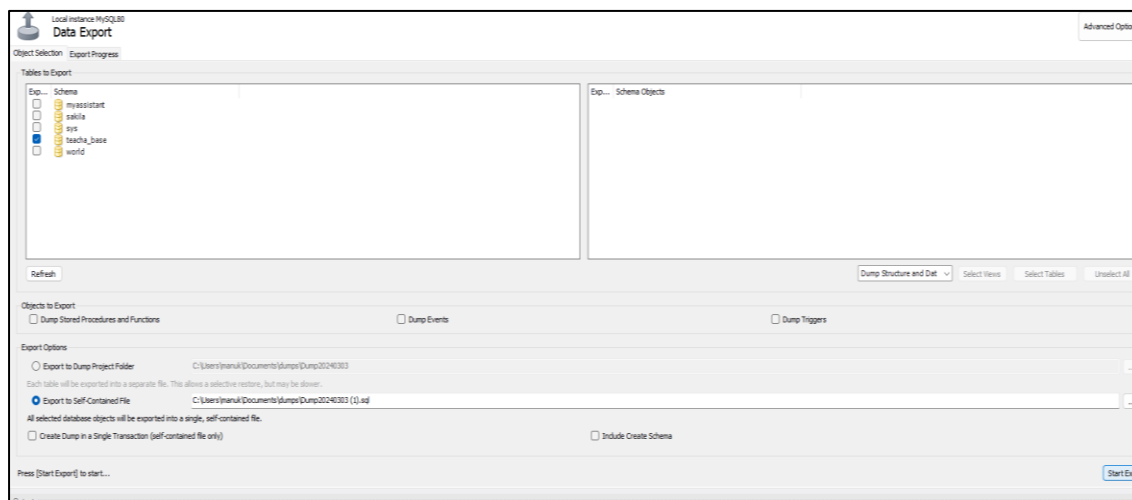 Local instance MySQL80
Data Export
Advanced Optio
Object Selection Export Progress
Tables to Export
Exp... Schema
myassistant
sakila
sys
teacha_base
world
Exp... Schema Objects
Refresh
Dump Structure and Dat Select Views Select Tables Unselect All
Objects to Export
Dump Stored Procedures and Functions Dump Events Dump Triggers
Export Options
Export to Dump Project Folder C:\Users\manuk\Documents\dumps\Dump20240303 ...
Each table will be exported into a separate file. This allows a selective restore, but may be slower.
Export to Self-Contained File C:\Users\manuk\Documents\dumps\Dump20240303 (1).sql ...
All selected database objects will be exported into a single, self-contained file.
Create Dump in a Single Transaction (self-contained file only) Include Create Schema
Press [Start Export] to start...
Start Ex